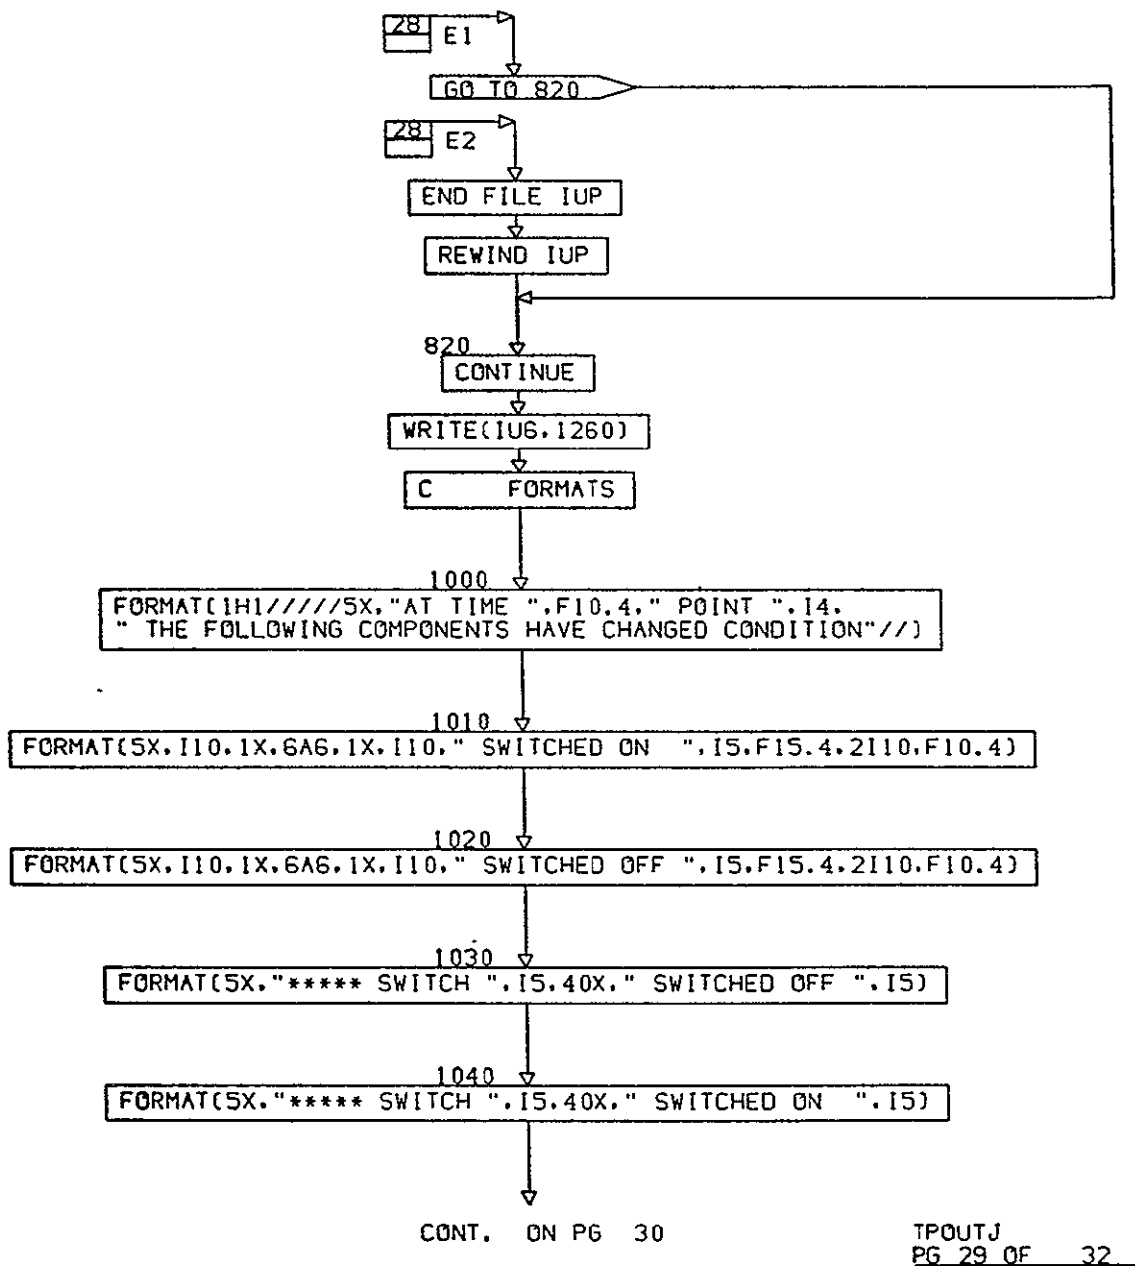 28 E1
GO TO 820
28 E2
END FILE IUP
REWIND IUP
820
CONTINUE
WRITE(IU6,1260)
C FORMATS
1000
FORMAT(1H1/////5X,"AT TIME ",F10.4," POINT ",I4,
" THE FOLLOWING COMPONENTS HAVE CHANGED CONDITION"//)
1010
FORMAT(5X,I10,1X,6A6,1X,I10," SWITCHED ON  ",I5,F15.4,2I10,F10.4)
1020
FORMAT(5X,I10,1X,6A6,1X,I10," SWITCHED OFF ",I5,F15.4,2I10,F10.4)
1030
FORMAT(5X,"***** SWITCH ",I5,40X," SWITCHED OFF ",I5)
1040
FORMAT(5X,"***** SWITCH ",I5,40X," SWITCHED ON  ",I5)
CONT. ON PG 30
TPOUTJ
PG 29 OF 32